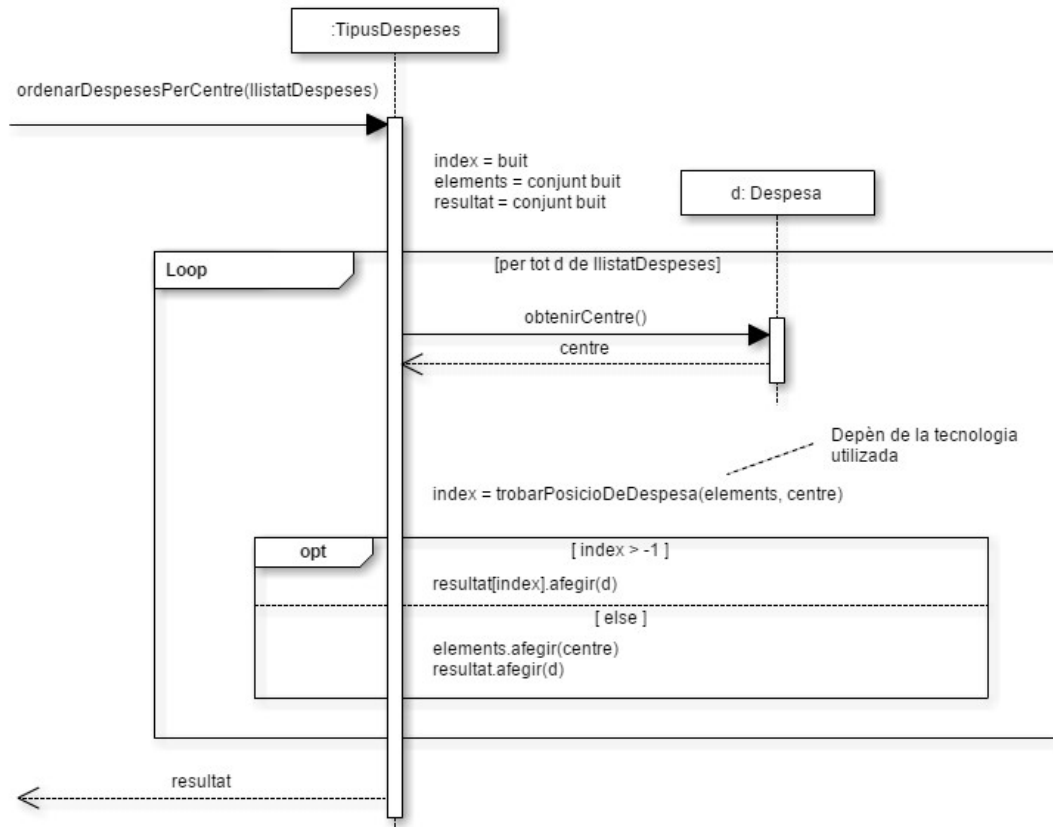 :TipusDespeses
ordenarDespesesPerCentre(llistatDespeses)
index = buit
elements = conjunt buit
resultat = conjunt buit
d: Despesa
Loop
[per tot d de llistatDespeses]
obtenirCentre()
centre
Depèn de la tecnologia
utilizada
index = trobarPosicioDeDespesa(elements, centre)
opt
[ index > -1 ]
resultat[index].afegir(d)
[ else ]
elements.afegir(centre)
resultat.afegir(d)
resultat